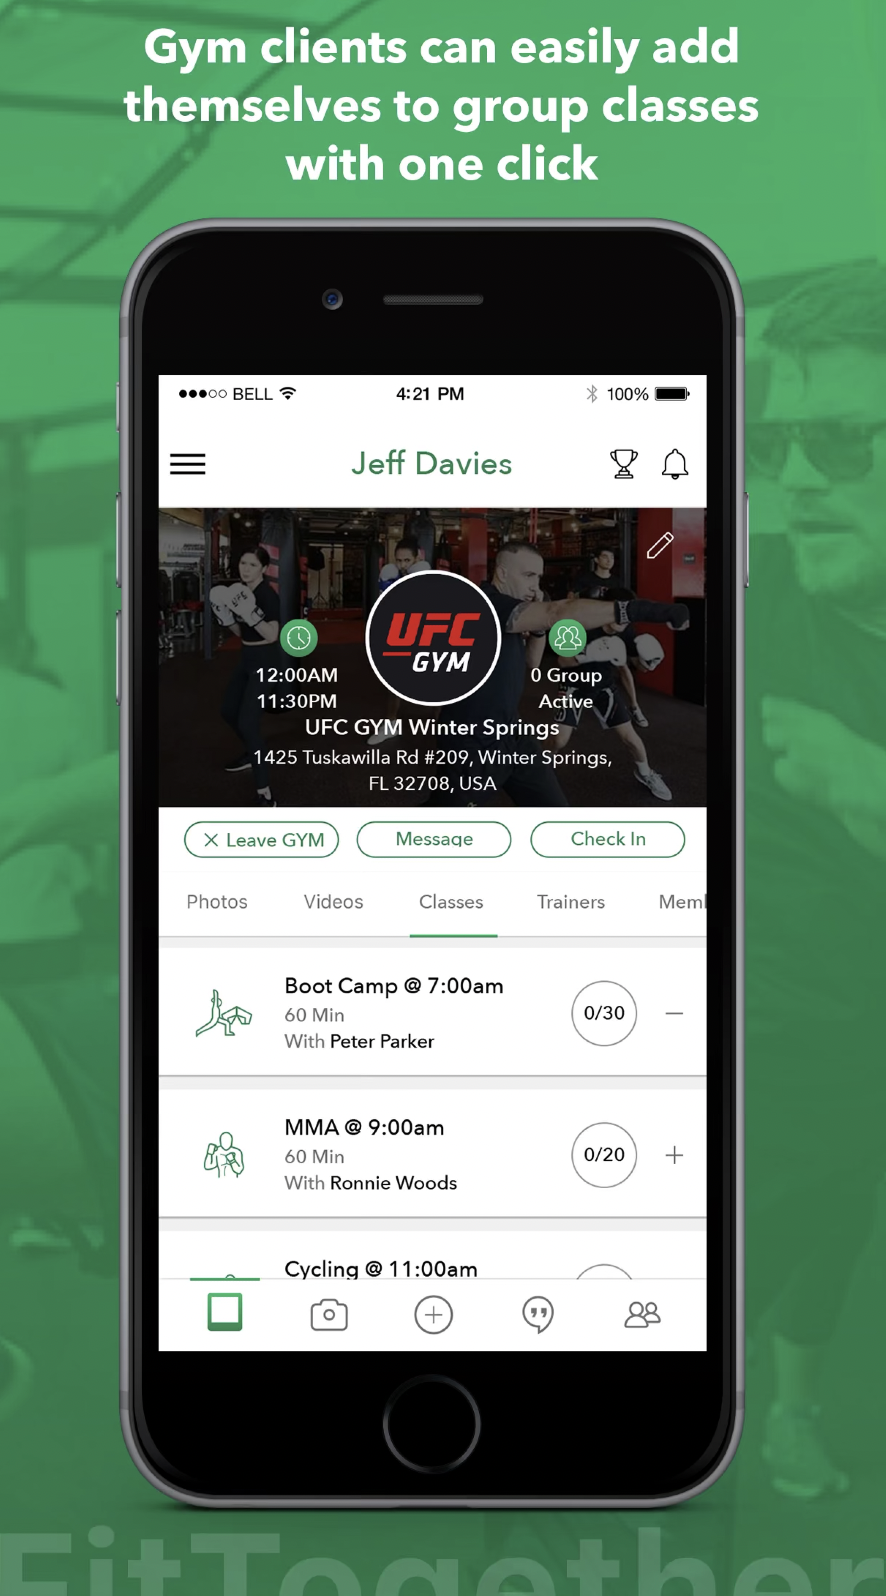 Gym clients can easily add
themselves to group classes
with one click
BELL 4:21 PM 100%
Jeff Davies
UFC
GYM
12:00AM
11:30PM
0 Group
Active
UFC GYM Winter Springs
1425 Tuskawilla Rd #209, Winter Springs,
FL 32708, USA
× Leave GYM Message Check In
Photos Videos Classes Trainers Meml
Boot Camp @ 7:00am
60 Min
With Peter Parker
0/30 −
MMA @ 9:00am
60 Min
With Ronnie Woods
0/20 +
Cycling @ 11:00am
FitTogether